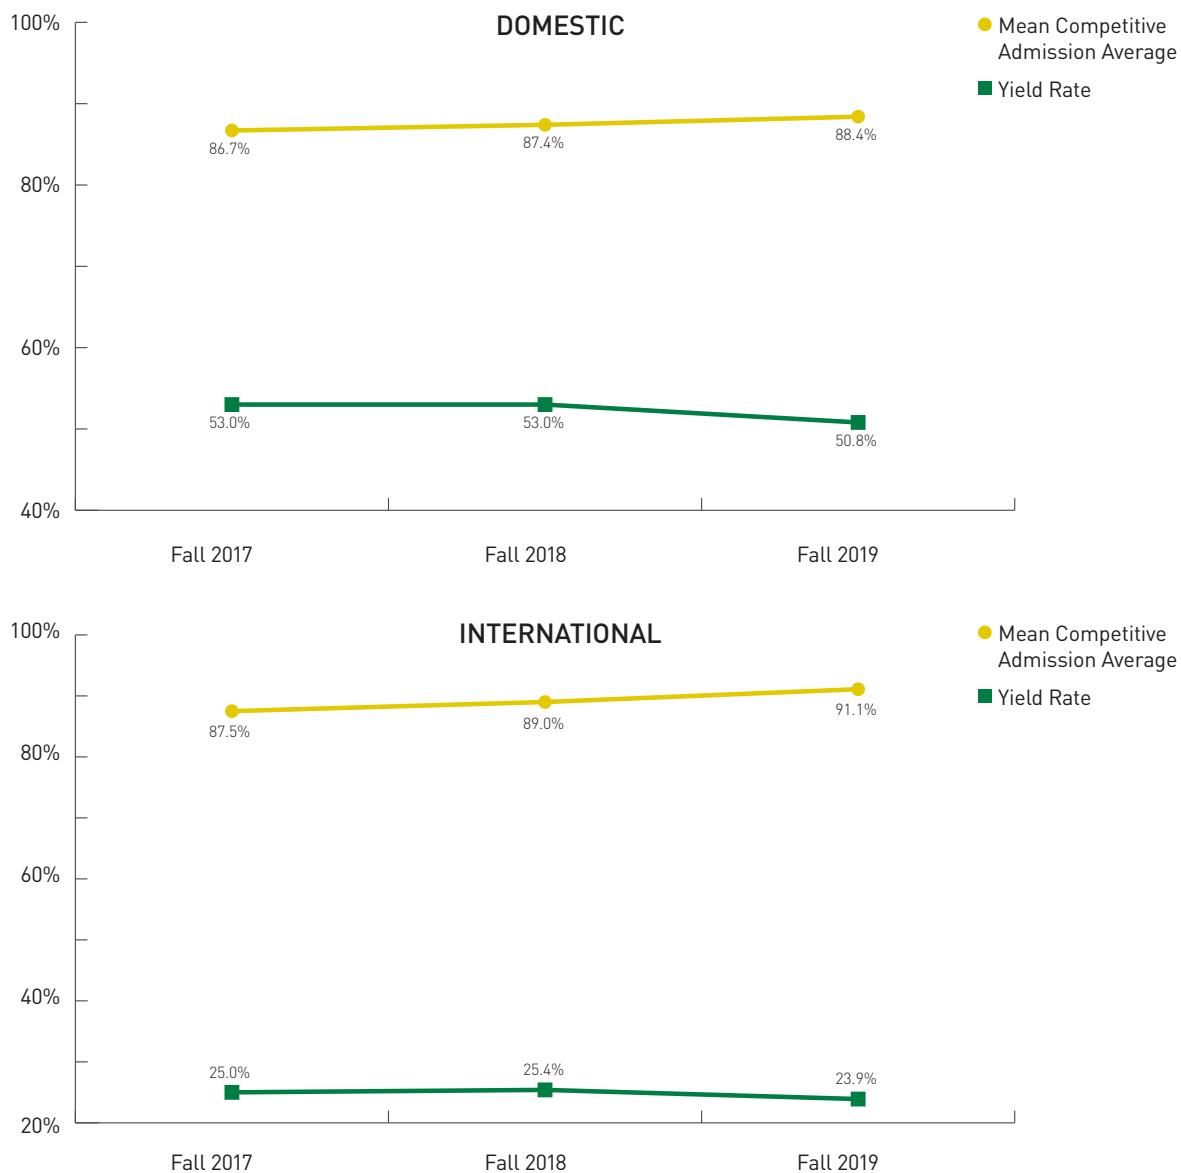 DOMESTIC
Mean Competitive
Admission Average
Yield Rate
100%
80%
60%
40%
86.7%
87.4%
88.4%
53.0%
53.0%
50.8%
Fall 2017
Fall 2018
Fall 2019
INTERNATIONAL
Mean Competitive
Admission Average
Yield Rate
100%
80%
60%
40%
20%
87.5%
89.0%
91.1%
25.0%
25.4%
23.9%
Fall 2017
Fall 2018
Fall 2019